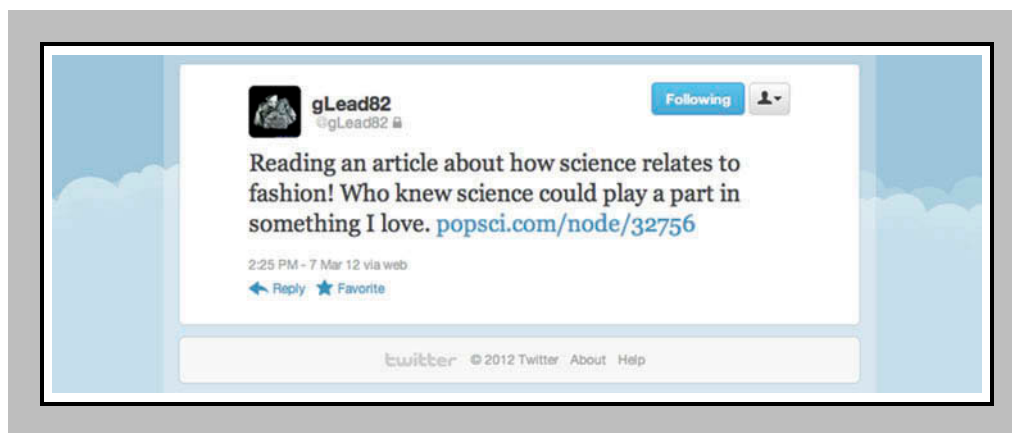 gLead82
Following
@gLead82
Reading an article about how science relates to
fashion! Who knew science could play a part in
something I love. popsci.com/node/32756
2:25 PM - 7 Mar 12 via web
Reply Favorite
twitter © 2012 Twitter About Help